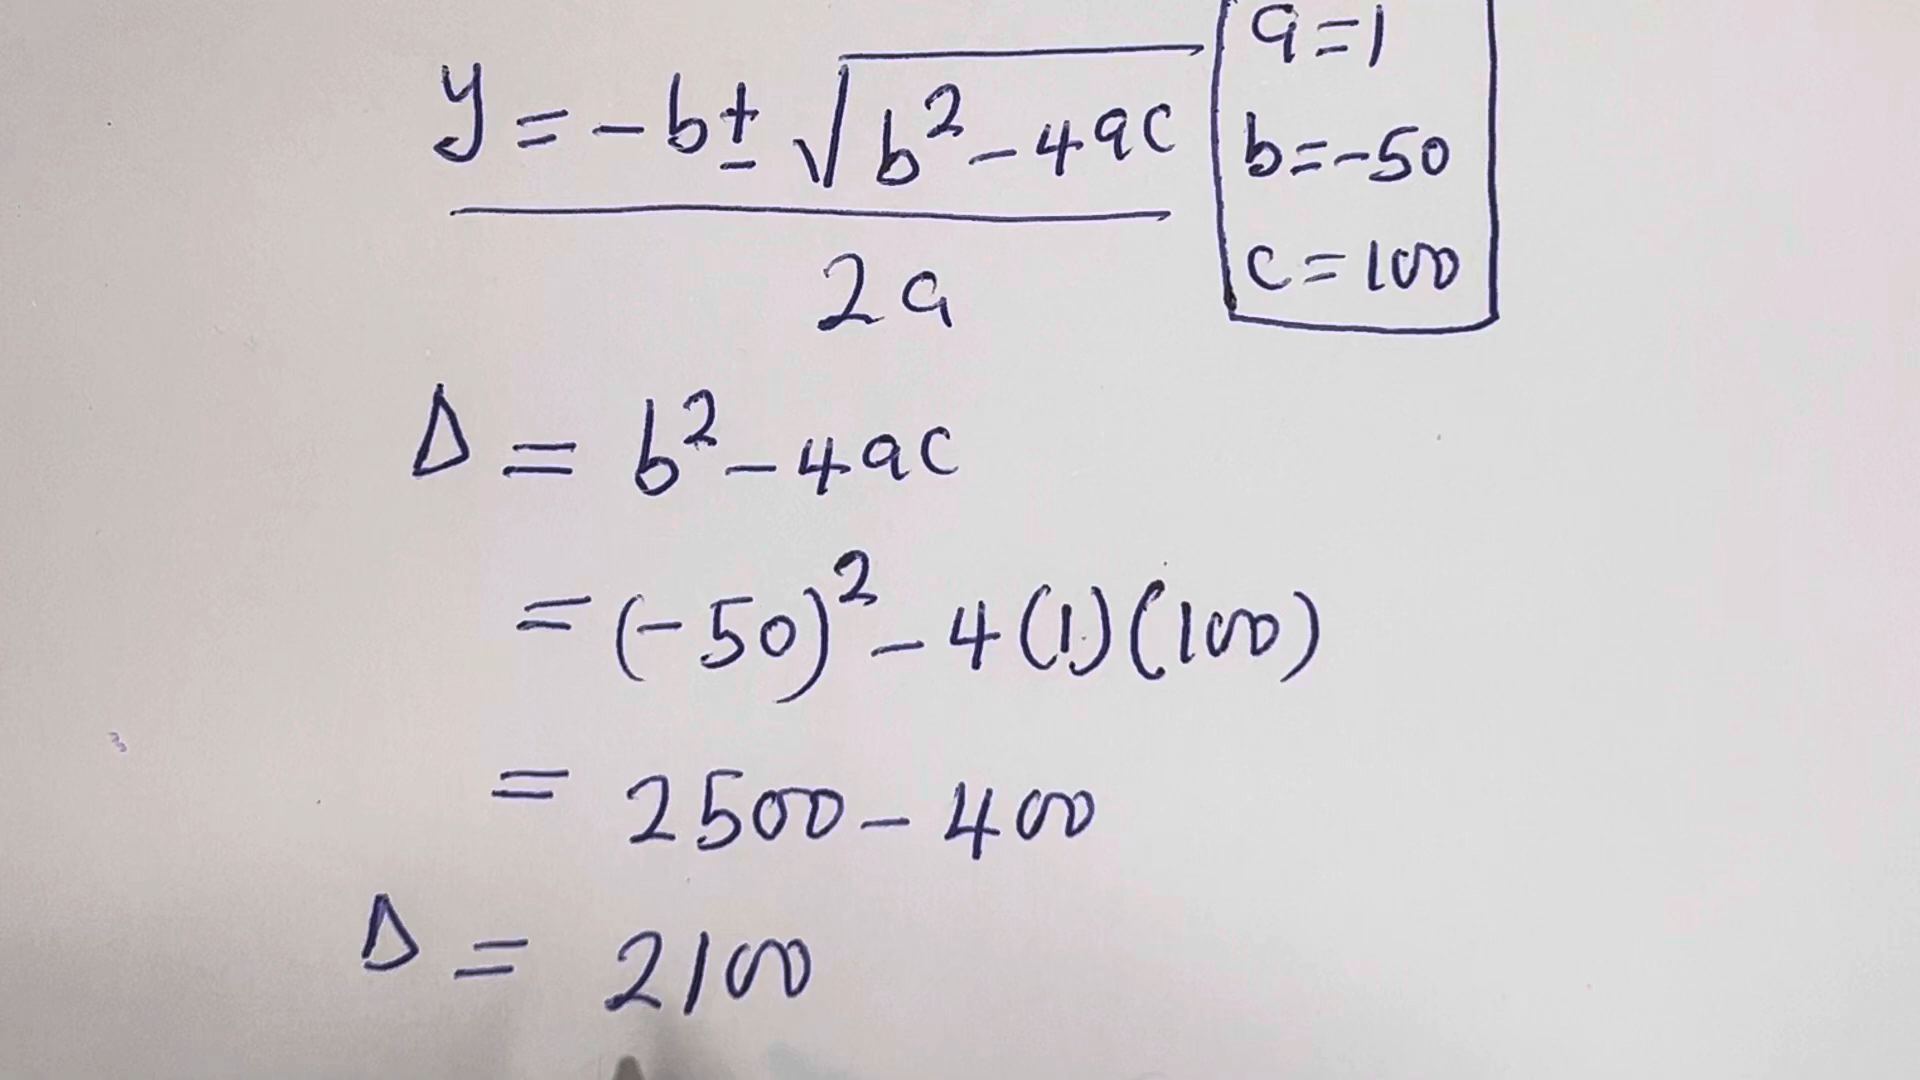 y = -b ± √b² - 4ac
2a
a = 1
b = -50
c = 100
Δ = b² - 4ac
= (-50)² - 4(1)(100)
= 2500 - 400
Δ = 2100